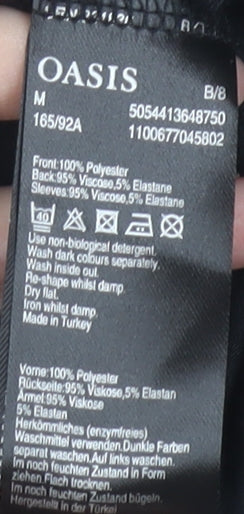 OASIS
B/8
M
5054413648750
165/92A
1100677045802
Front:100% Polyester
Back:95% Viscose,5% Elastane
Sleeves:95% Viscose,5% Elastane
40
Use non-biological detergent.
Wash dark colours separately.
Wash inside out.
Re-shape whilst damp.
Dry flat.
Iron whilst damp.
Made in Turkey
Vorne:100% Polyester
Rückseite:95% Viskose,5% Elastan
Ärmel:95% Viskose
5% Elastan
Herkömmliches (enzymfreies)
Waschmittel verwenden.Dunkle Farben
separat waschen.Auf links waschen.
Im noch feuchten Zustand in Form
ziehen.Flach trocknen.
Im noch feuchten Zustand bügeln.
Hergestellt in der Türkei